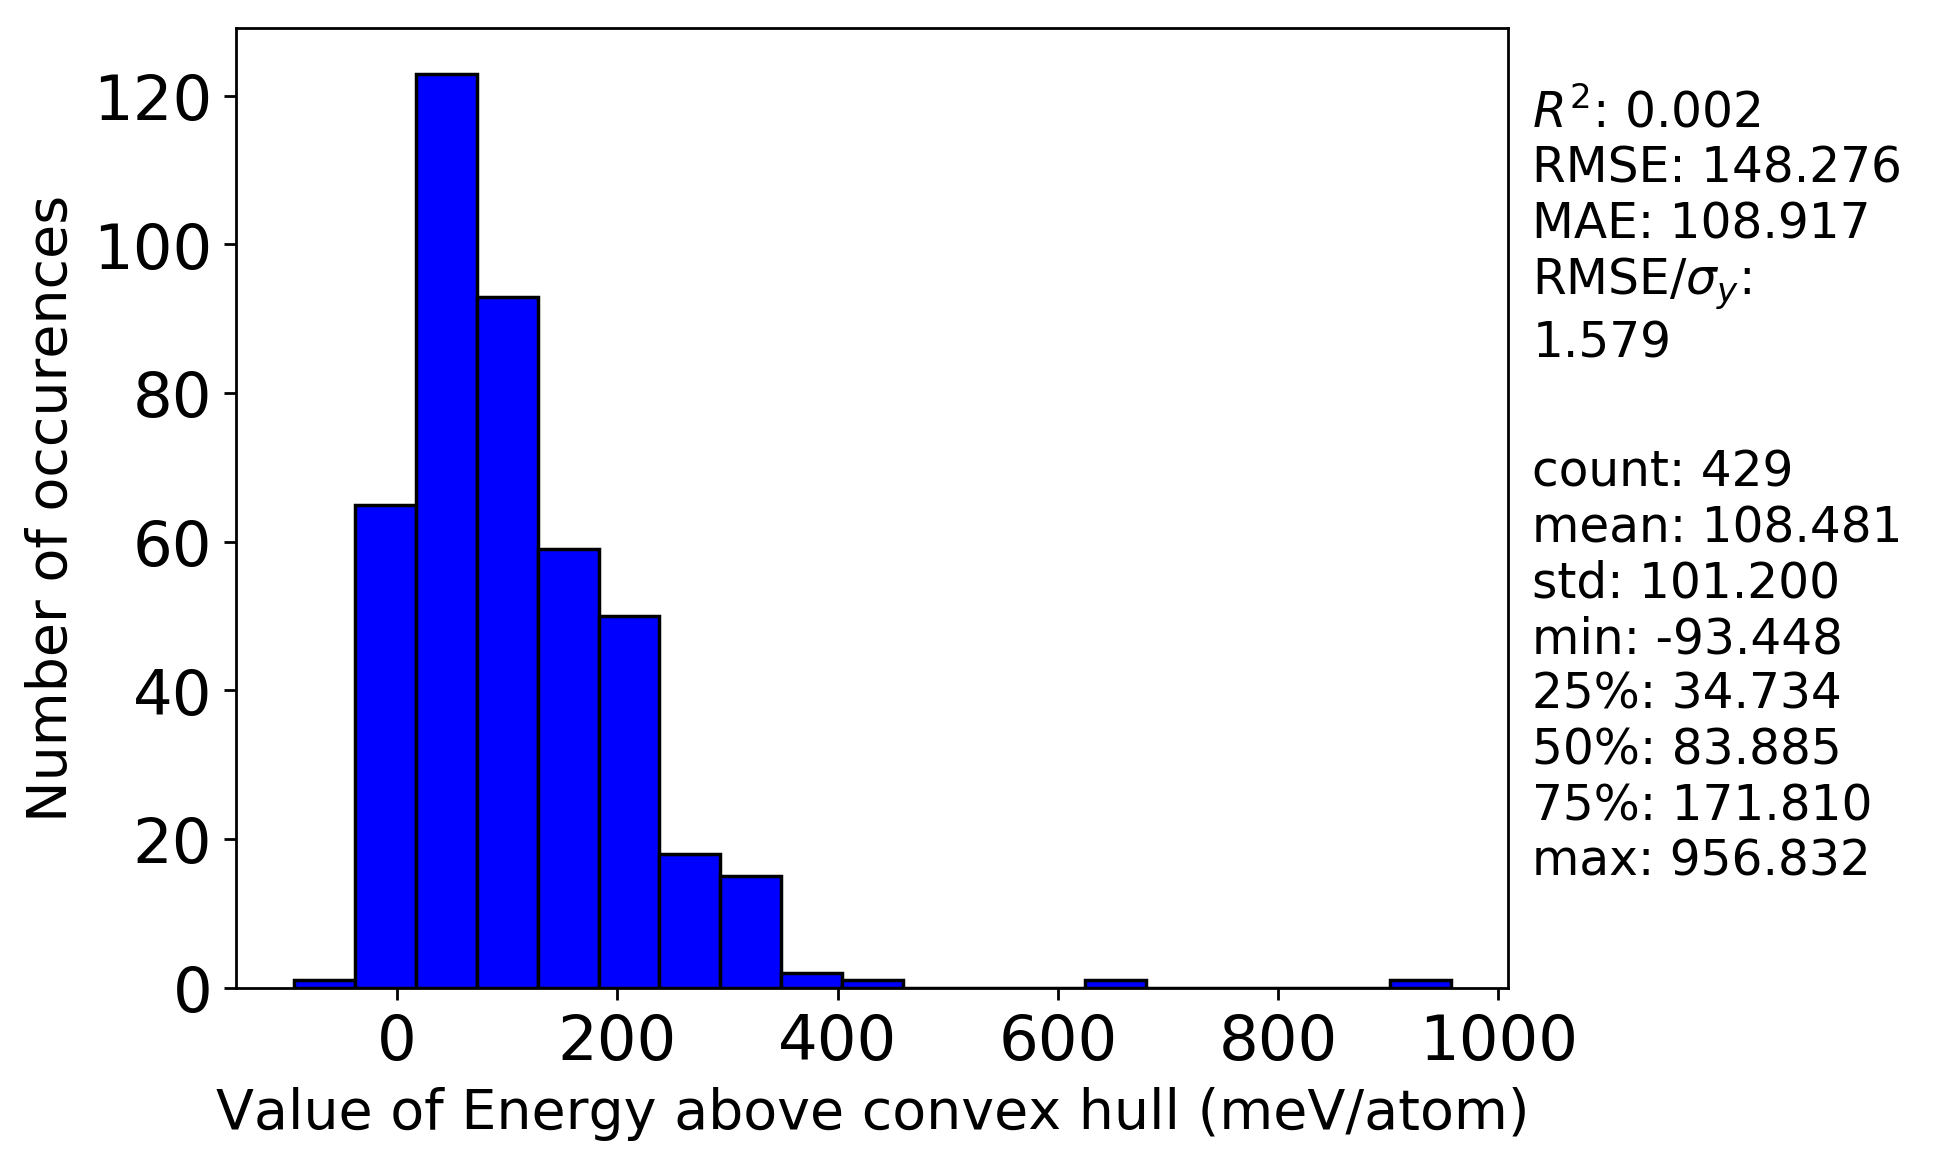 120
100
80
60
40
20
0
Number of occurences
0 200 400 600 800 1000
Value of Energy above convex hull (meV/atom)
R²: 0.002
RMSE: 148.276
MAE: 108.917
RMSE/σ_y:
1.579
count: 429
mean: 108.481
std: 101.200
min: -93.448
25%: 34.734
50%: 83.885
75%: 171.810
max: 956.832